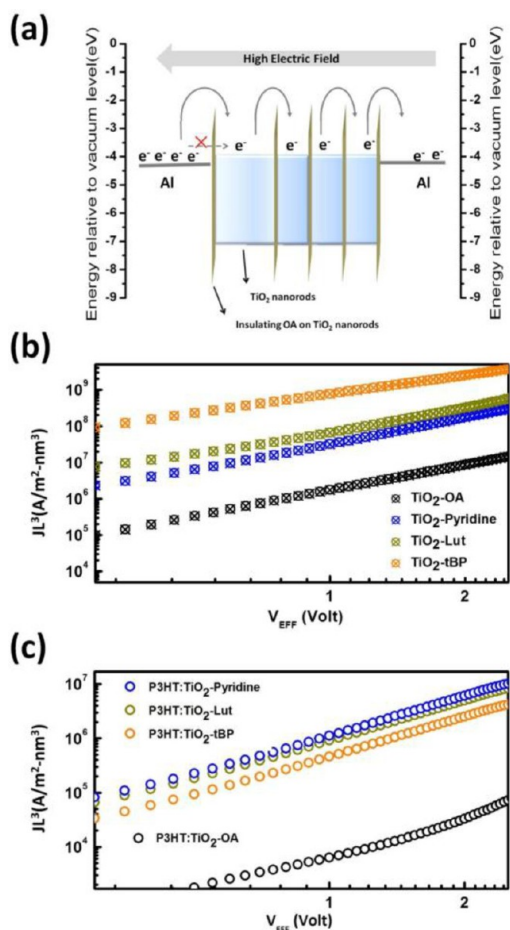 (a)
High Electric Field
Energy relative to vacuum level(eV)
0
-1
-2
-3
-4
-5
-6
-7
-8
-9
e⁻ e⁻ e⁻ e⁻
Al
e⁻
e⁻
e⁻
e⁻
e⁻ e⁻
Al
0
-1
-2
-3
-4
-5
-6
-7
-8
-9
Energy relative to vacuum level(eV)
TiO₂ nanorods
Insulating OA on TiO₂ nanorods
(b)
JL³(A/m²-nm³)
10⁹
10⁸
10⁷
10⁶
10⁵
10⁴
TiO₂-OA
TiO₂-Pyridine
TiO₂-Lut
TiO₂-tBP
1
2
V_EFF (Volt)
(c)
JL³(A/m²-nm³)
10⁷
10⁶
10⁵
10⁴
P3HT:TiO₂-Pyridine
P3HT:TiO₂-Lut
P3HT:TiO₂-tBP
P3HT:TiO₂-OA
1
2
V_EFF (Volt)